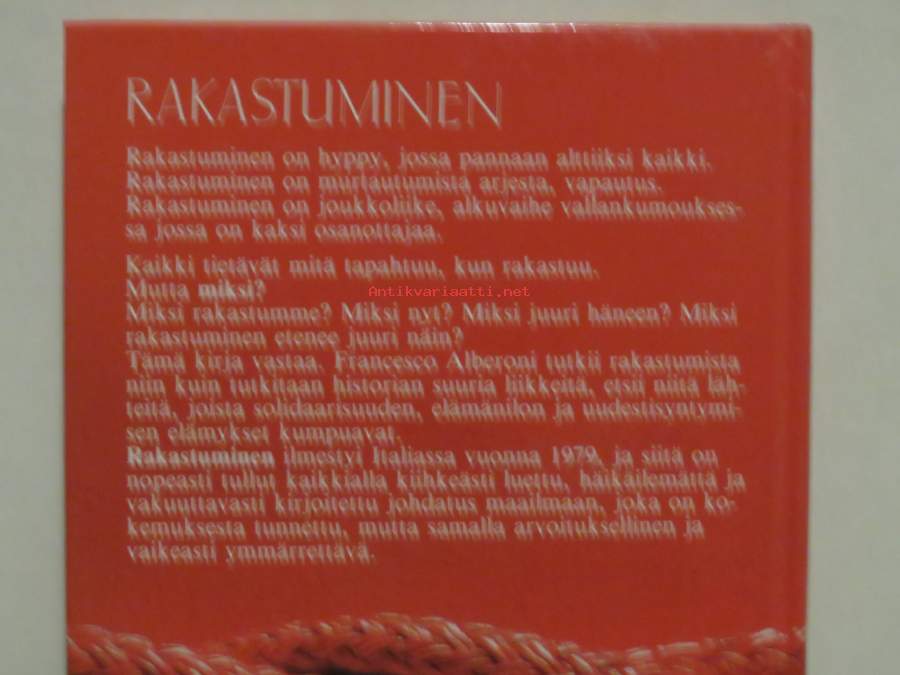 RAKASTUMINEN
Rakastuminen on hyppy, jossa pannaan alttiiksi kaikki.
Rakastuminen on murtautumista arjesta, vapautus.
Rakastuminen on joukkoliike, alkuvaihe vallankumoukses-
sa jossa on kaksi osanottajaa.
Kaikki tietävät mitä tapahtuu, kun rakastuu.
Mutta miksi?
Antikvariaatti.net
Miksi rakastumme? Miksi nyt? Miksi juuri häneen? Miksi
rakastuminen etenee juuri näin?
Tämä kirja vastaa. Francesco Alberoni tutkii rakastumista
niin kuin tutkitaan historian suuria liikkeitä, etsii niitä läh-
teitä, joista solidaarisuuden, elämänilon ja uudestisyntymi-
sen elämykset kumpuavat.
Rakastuminen ilmestyi Italiassa vuonna 1979, ja siitä on
nopeasti tullut kaikkialla kiihkeästi luettu, häikäilemättä ja
vakuuttavasti kirjoitettu johdatus maailmaan, joka on ko-
kemuksesta tunnettu, mutta samalla arvoituksellinen ja
vaikeasti ymmärrettävä.